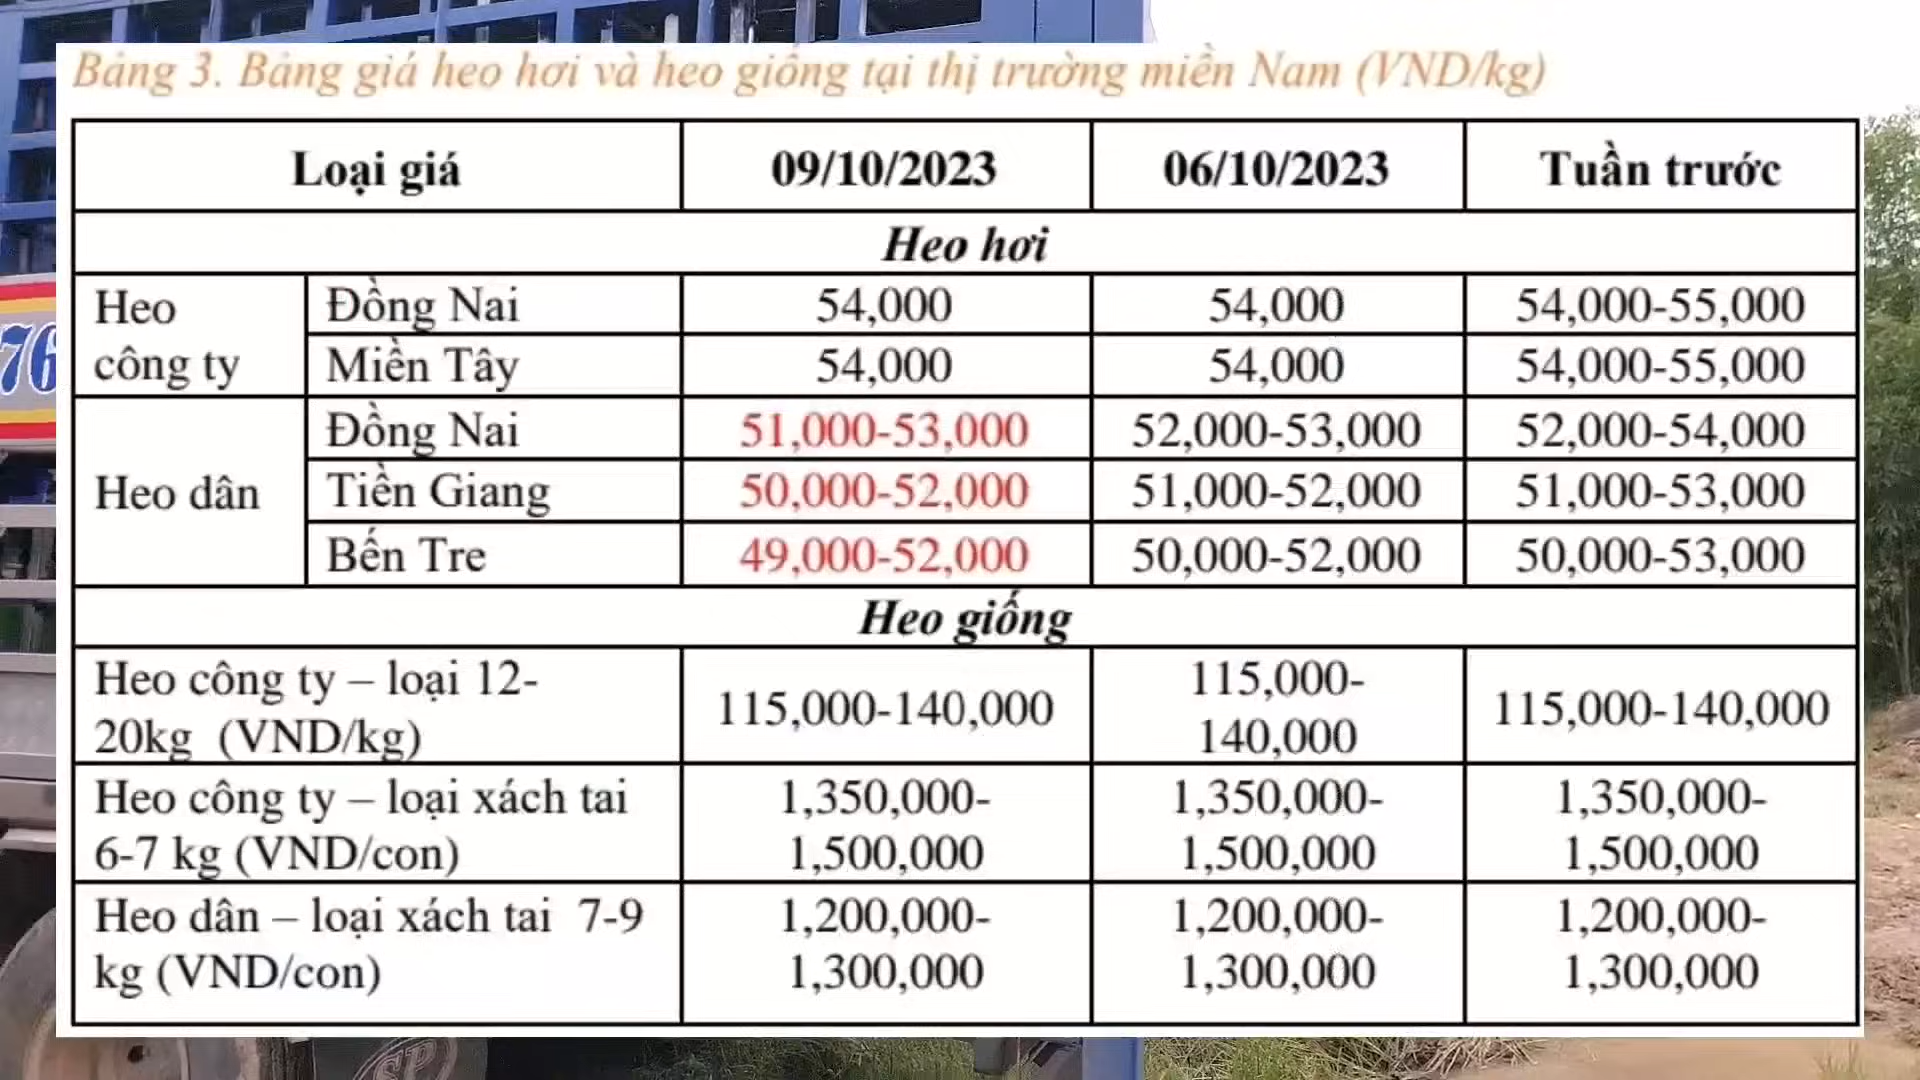 Bảng 3. Bảng giá heo hơi và heo giống tại thị trường miền Nam (VND/kg)
Loại giá 09/10/2023 06/10/2023 Tuần trước
Heo hơi
Heo công ty
Đồng Nai 54,000 54,000 54,000-55,000
Miền Tây 54,000 54,000 54,000-55,000
Heo dân
Đồng Nai 51,000-53,000 52,000-53,000 52,000-54,000
Tiền Giang 50,000-52,000 51,000-52,000 51,000-53,000
Bến Tre 49,000-52,000 50,000-52,000 50,000-53,000
Heo giống
Heo công ty – loại 12-
20kg (VND/kg)
115,000-140,000
115,000-
140,000
115,000-140,000
Heo công ty – loại xách tai
6-7 kg (VND/con)
1,350,000-
1,500,000
1,350,000-
1,500,000
1,350,000-
1,500,000
Heo dân – loại xách tai 7-9
kg (VND/con)
1,200,000-
1,300,000
1,200,000-
1,300,000
1,200,000-
1,300,000
76